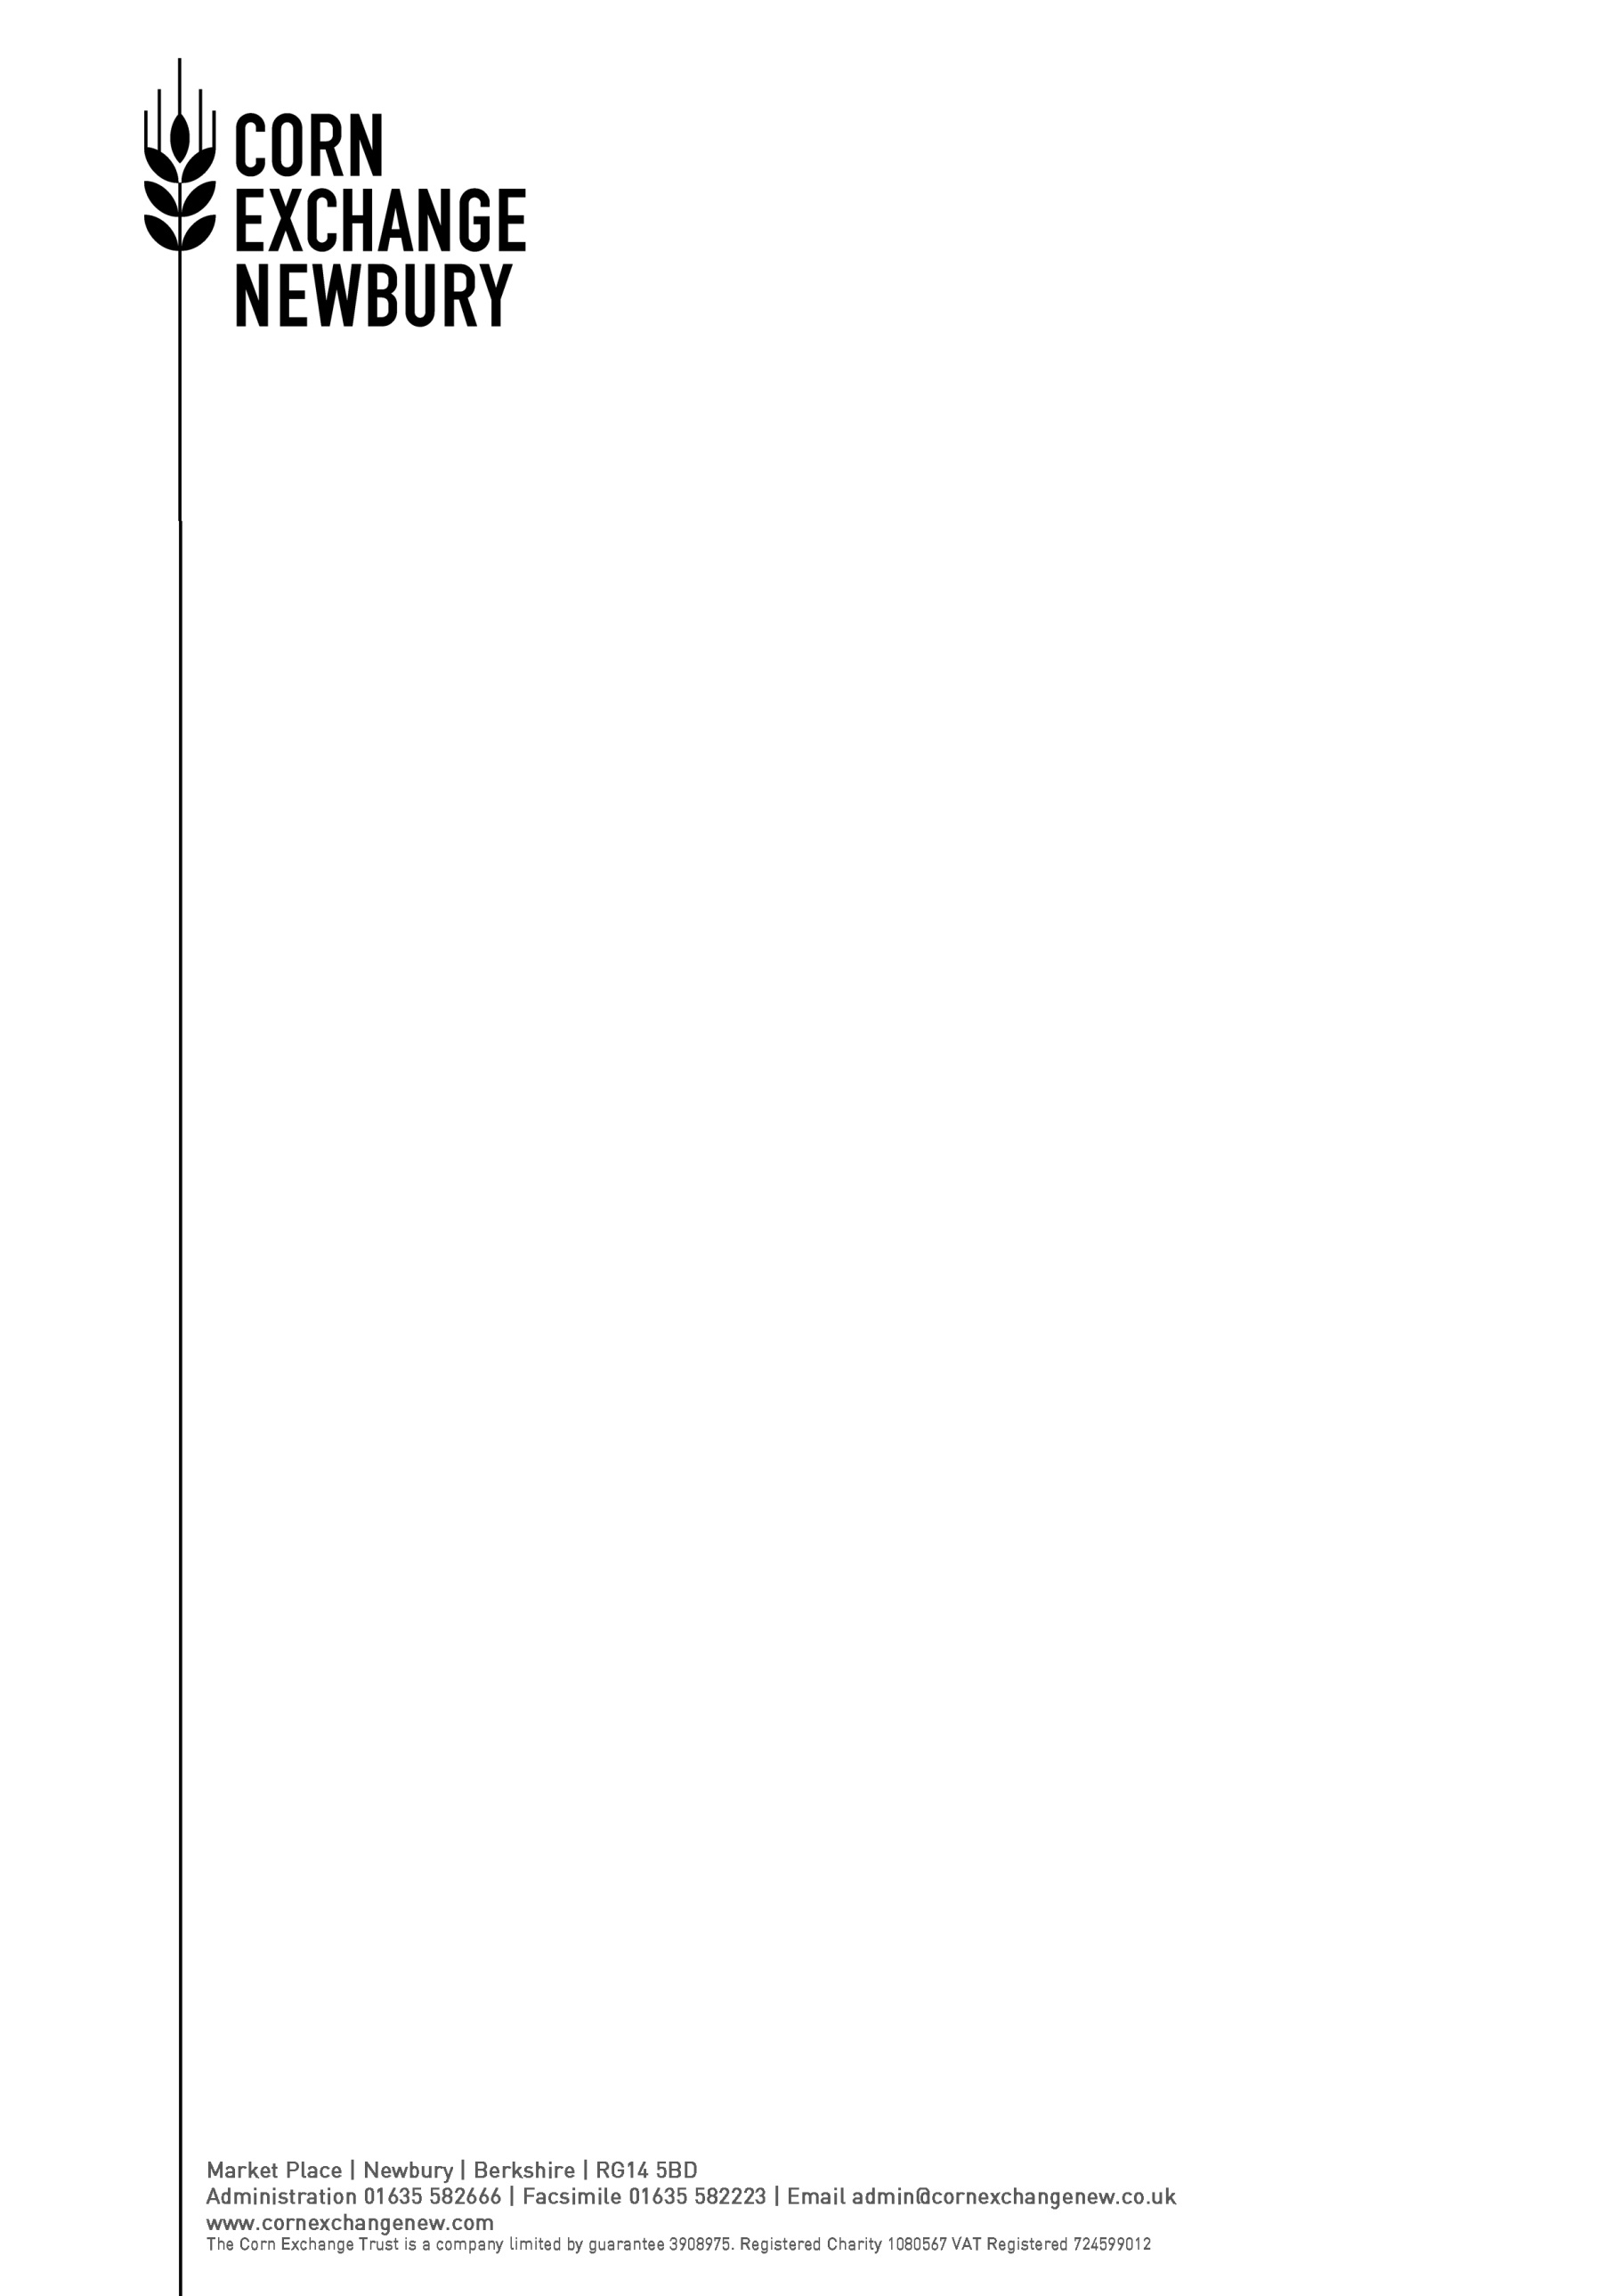 CORN
EXCHANGE
NEWBURY
Market Place | Newbury | Berkshire | RG14 5BD
Administration 01635 582666 | Facsimile 01635 582223 | Email admin@cornexchangenew.co.uk
www.cornexchangenew.com
The Corn Exchange Trust is a company limited by guarantee 3908975. Registered Charity 1080567 VAT Registered 724599012